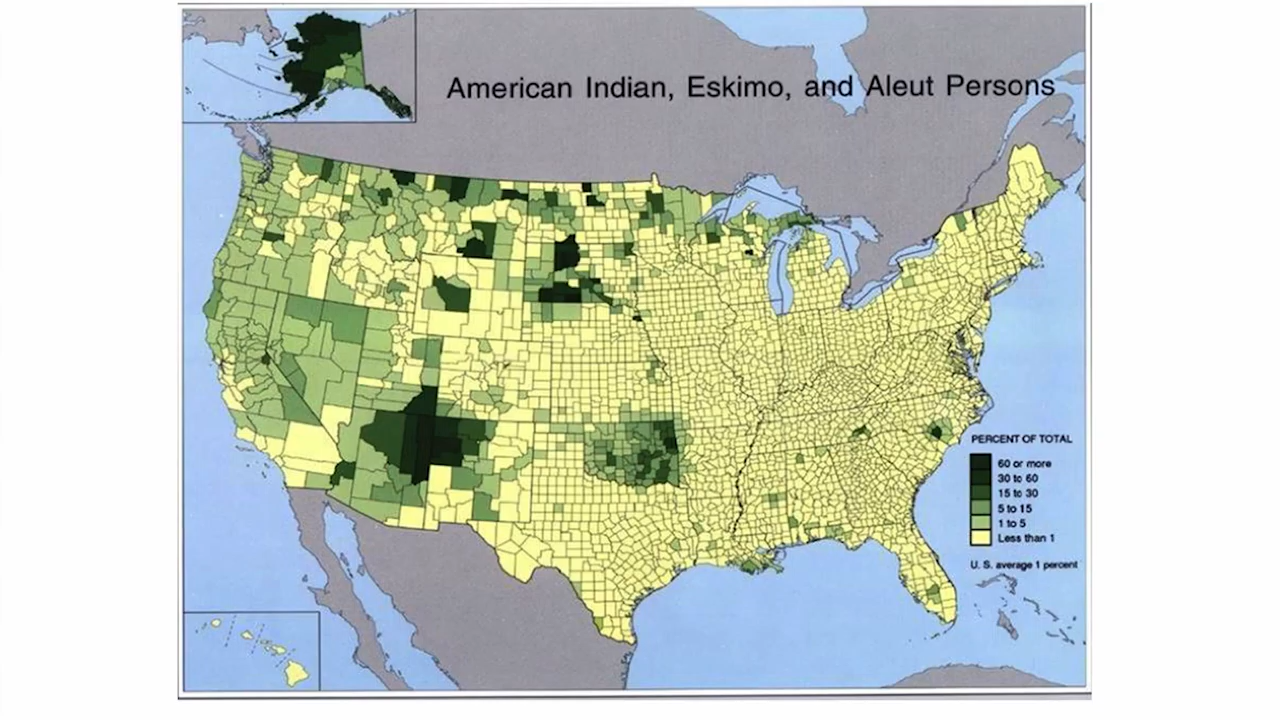 American Indian, Eskimo, and Aleut Persons
PERCENT OF TOTAL
60 or more
30 to 60
15 to 30
5 to 15
1 to 5
Less than 1
U. S. average 1 percent